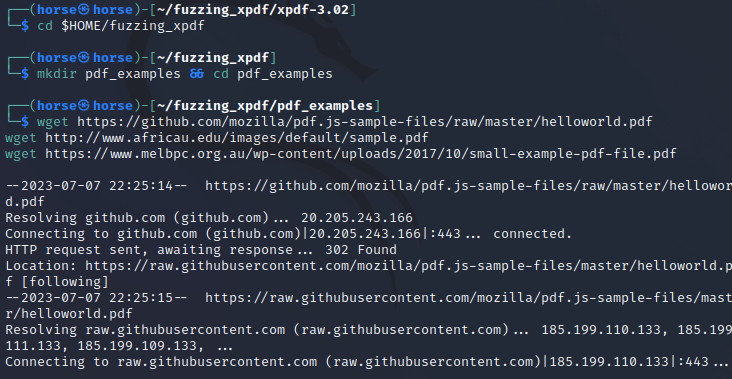 ┌──(horse㉿horse)-[~/fuzzing_xpdf/xpdf-3.02]
└─$ cd $HOME/fuzzing_xpdf
┌──(horse㉿horse)-[~/fuzzing_xpdf]
└─$ mkdir pdf_examples && cd pdf_examples
┌──(horse㉿horse)-[~/fuzzing_xpdf/pdf_examples]
└─$ wget https://github.com/mozilla/pdf.js-sample-files/raw/master/helloworld.pdf
wget http://www.africau.edu/images/default/sample.pdf
wget https://www.melbpc.org.au/wp-content/uploads/2017/10/small-example-pdf-file.pdf
--2023-07-07 22:25:14--  https://github.com/mozilla/pdf.js-sample-files/raw/master/hellowor
d.pdf
Resolving github.com (github.com)... 20.205.243.166
Connecting to github.com (github.com)|20.205.243.166|:443... connected.
HTTP request sent, awaiting response... 302 Found
Location: https://raw.githubusercontent.com/mozilla/pdf.js-sample-files/master/helloworld.p
f [following]
--2023-07-07 22:25:15--  https://raw.githubusercontent.com/mozilla/pdf.js-sample-files/mast
r/helloworld.pdf
Resolving raw.githubusercontent.com (raw.githubusercontent.com)... 185.199.110.133, 185.199
111.133, 185.199.109.133, ...
Connecting to raw.githubusercontent.com (raw.githubusercontent.com)|185.199.110.133|:443...